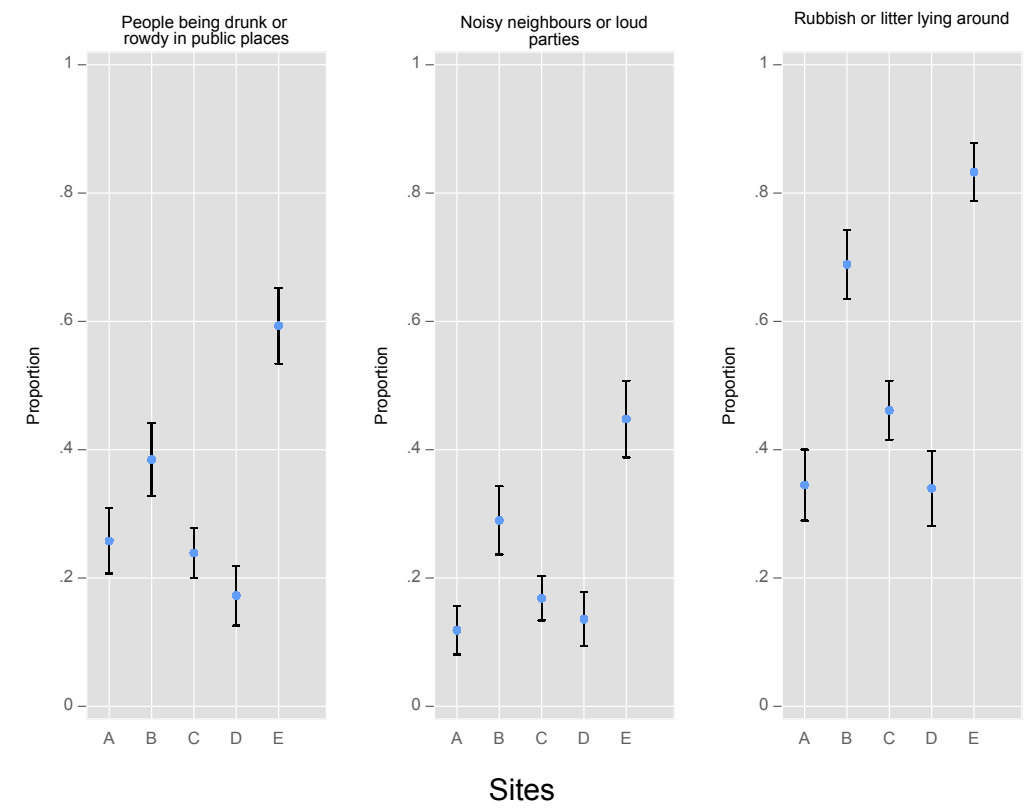 People being drunk or
rowdy in public places
1
.8
.6
.4
.2
0
Proportion
A B C D E
Noisy neighbours or loud
parties
1
.8
.6
.4
.2
0
Proportion
A B C D E
Rubbish or litter lying around
1
.8
.6
.4
.2
0
Proportion
A B C D E
Sites